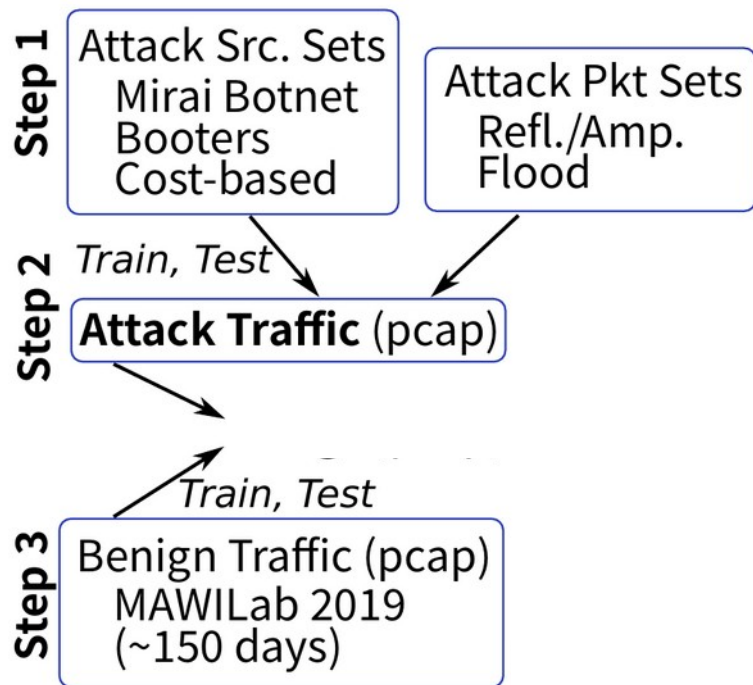 Step 1
Attack Src. Sets
Mirai Botnet
Booters
Cost-based
Attack Pkt Sets
Refl./Amp.
Flood
Step 2
Train, Test
Attack Traffic (pcap)
Train, Test
Step 3
Benign Traffic (pcap)
MAWILab 2019
(~150 days)